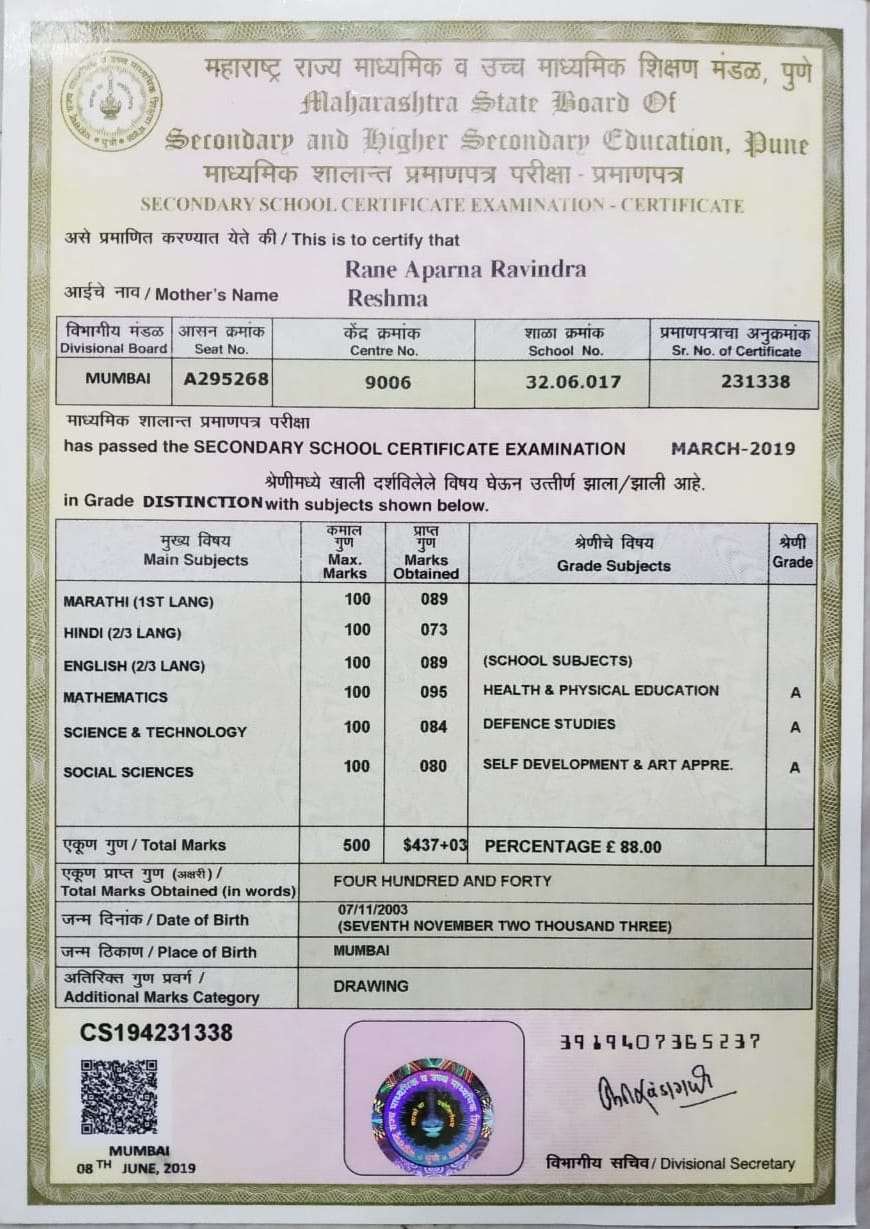 महाराष्ट्र राज्य माध्यमिक व उच्च माध्यमिक शिक्षण मंडळ, पुणे
Maharashtra State Board Of
Secondary and Higher Secondary Education, Pune
माध्यमिक शालान्त प्रमाणपत्र परीक्षा - प्रमाणपत्र
SECONDARY SCHOOL CERTIFICATE EXAMINATION - CERTIFICATE
असे प्रमाणित करण्यात येते की / This is to certify that
Rane Aparna Ravindra
आईचे नाव / Mother's Name Reshma
विभागीय मंडळ आसन क्रमांक केंद्र क्रमांक शाळा क्रमांक प्रमाणपत्राचा अनुक्रमांक
Divisional Board Seat No. Centre No. School No. Sr. No. of Certificate
MUMBAI A295268 9006 32.06.017 231338
माध्यमिक शालान्त प्रमाणपत्र परीक्षा
has passed the SECONDARY SCHOOL CERTIFICATE EXAMINATION MARCH-2019
श्रेणीमध्ये खाली दर्शविलेले विषय घेऊन उत्तीर्ण झाला/झाली आहे.
in Grade DISTINCTION with subjects shown below.
मुख्य विषय कमाल गुण प्राप्त गुण श्रेणीचे विषय श्रेणी
Main Subjects Max. Marks Marks Obtained Grade Subjects Grade
MARATHI (1ST LANG) 100 089
HINDI (2/3 LANG) 100 073
ENGLISH (2/3 LANG) 100 089 (SCHOOL SUBJECTS)
MATHEMATICS 100 095 HEALTH & PHYSICAL EDUCATION A
SCIENCE & TECHNOLOGY 100 084 DEFENCE STUDIES A
SOCIAL SCIENCES 100 080 SELF DEVELOPMENT & ART APPRE. A
एकूण गुण / Total Marks 500 $437+03 PERCENTAGE £ 88.00
एकूण प्राप्त गुण (अक्षरी) /
Total Marks Obtained (in words) FOUR HUNDRED AND FORTY
07/11/2003
जन्म दिनांक / Date of Birth (SEVENTH NOVEMBER TWO THOUSAND THREE)
जन्म ठिकाण / Place of Birth MUMBAI
अतिरिक्त गुण प्रवर्ग /
Additional Marks Category DRAWING
CS194231338
3919407365237
MUMBAI
08 TH JUNE, 2019
विभागीय सचिव / Divisional Secretary